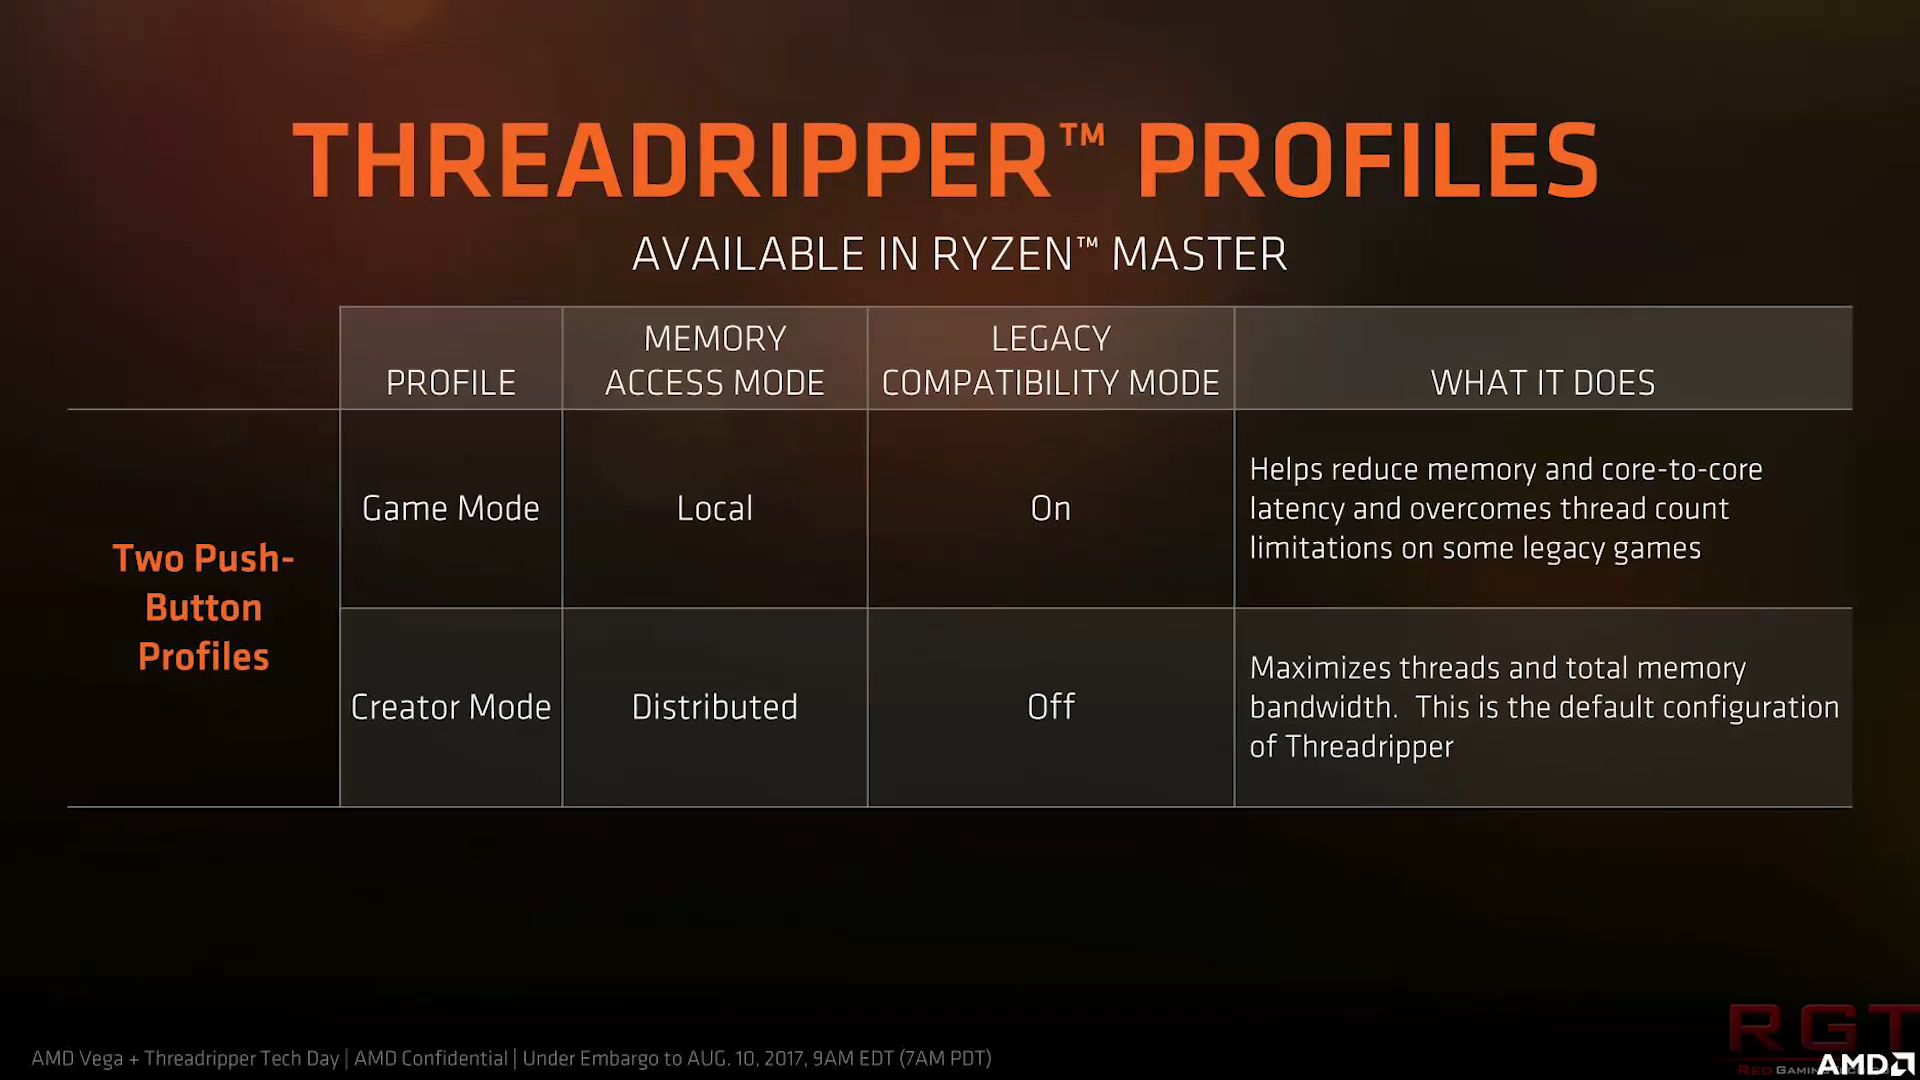 THREADRIPPER™ PROFILES
AVAILABLE IN RYZEN™ MASTER
PROFILE
MEMORY
ACCESS MODE
LEGACY
COMPATIBILITY MODE
WHAT IT DOES
Two Push-
Button
Profiles
Game Mode
Local
On
Helps reduce memory and core-to-core
latency and overcomes thread count
limitations on some legacy games
Creator Mode
Distributed
Off
Maximizes threads and total memory
bandwidth.  This is the default configuration
of Threadripper
AMD Vega + Threadripper Tech Day | AMD Confidential | Under Embargo to AUG. 10, 2017, 9AM EDT (7AM PDT)
RGT
AMD
RED